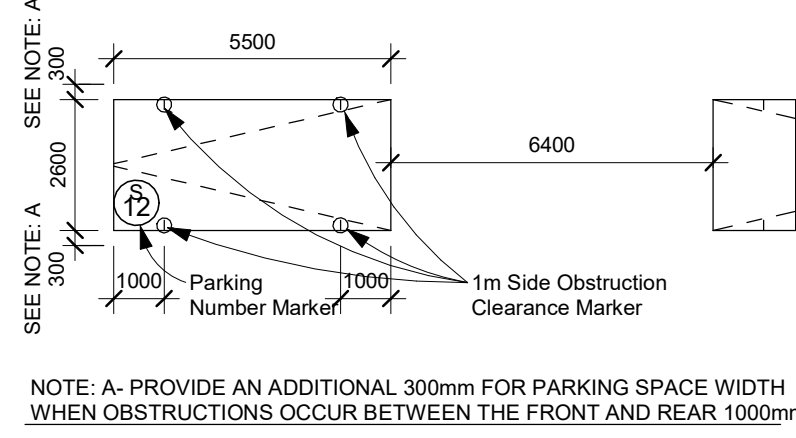 5500
SEE NOTE: A
300
2600
6400
S
12
SEE NOTE: A
300
1000
1000
Parking
Number Marker
1m Side Obstruction
Clearance Marker
NOTE: A- PROVIDE AN ADDITIONAL 300mm FOR PARKING SPACE WIDTH
WHEN OBSTRUCTIONS OCCUR BETWEEN THE FRONT AND REAR 1000mm